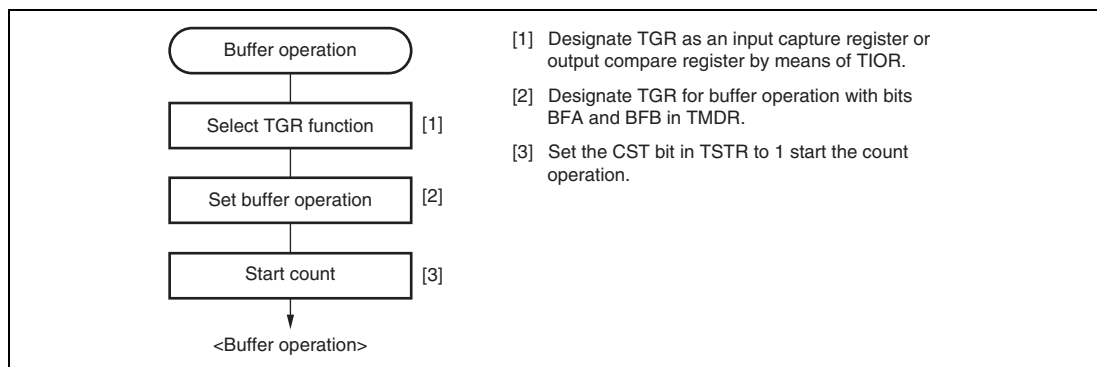 Buffer operation
Select TGR function
[1]
Set buffer operation
[2]
Start count
[3]
<Buffer operation>
[1] Designate TGR as an input capture register or
output compare register by means of TIOR.
[2] Designate TGR for buffer operation with bits
BFA and BFB in TMDR.
[3] Set the CST bit in TSTR to 1 start the count
operation.